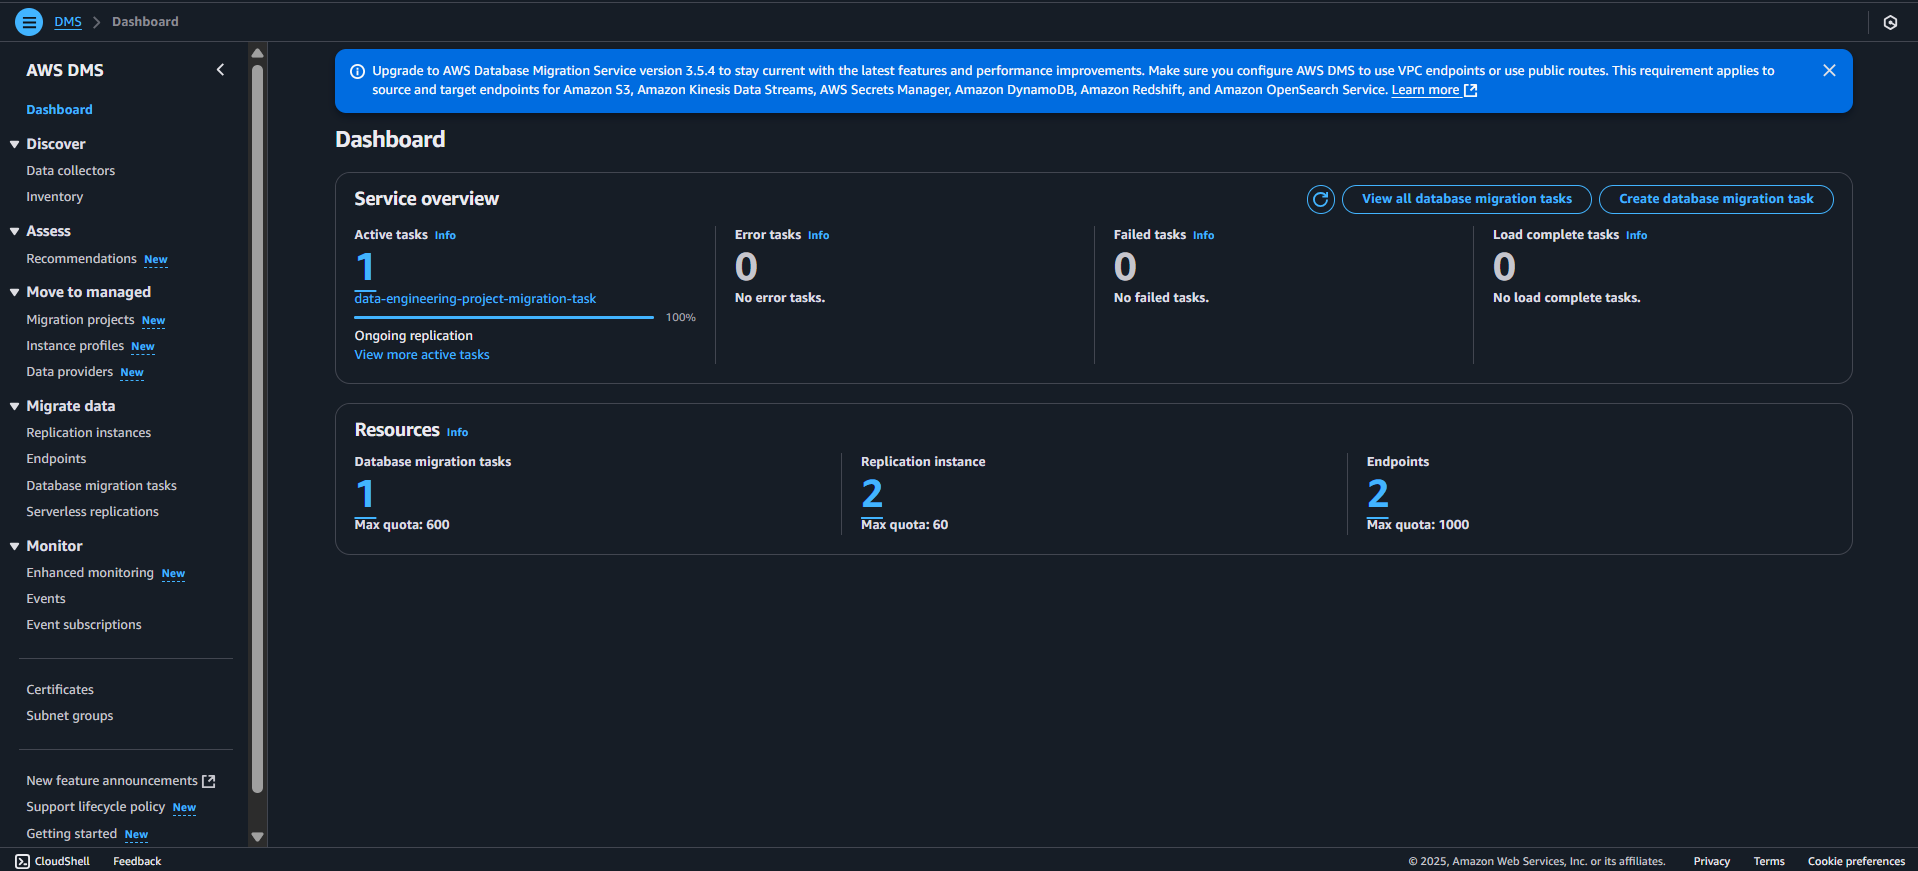 DMS > Dashboard
AWS DMS
Dashboard
Discover
Data collectors
Inventory
Assess
Recommendations New
Move to managed
Migration projects New
Instance profiles New
Data providers New
Migrate data
Replication instances
Endpoints
Database migration tasks
Serverless replications
Monitor
Enhanced monitoring New
Events
Event subscriptions
Certificates
Subnet groups
New feature announcements
Support lifecycle policy New
Getting started New
Upgrade to AWS Database Migration Service version 3.5.4 to stay current with the latest features and performance improvements. Make sure you configure AWS DMS to use VPC endpoints or use public routes. This requirement applies to
source and target endpoints for Amazon S3, Amazon Kinesis Data Streams, AWS Secrets Manager, Amazon DynamoDB, Amazon Redshift, and Amazon OpenSearch Service. Learn more
Dashboard
Service overview
View all database migration tasks
Create database migration task
Active tasks Info
1
data-engineering-project-migration-task
100%
Ongoing replication
View more active tasks
Error tasks Info
0
No error tasks.
Failed tasks Info
0
No failed tasks.
Load complete tasks Info
0
No load complete tasks.
Resources Info
Database migration tasks
1
Max quota: 600
Replication instance
2
Max quota: 60
Endpoints
2
Max quota: 1000
CloudShell Feedback
© 2025, Amazon Web Services, Inc. or its affiliates. Privacy Terms Cookie preferences